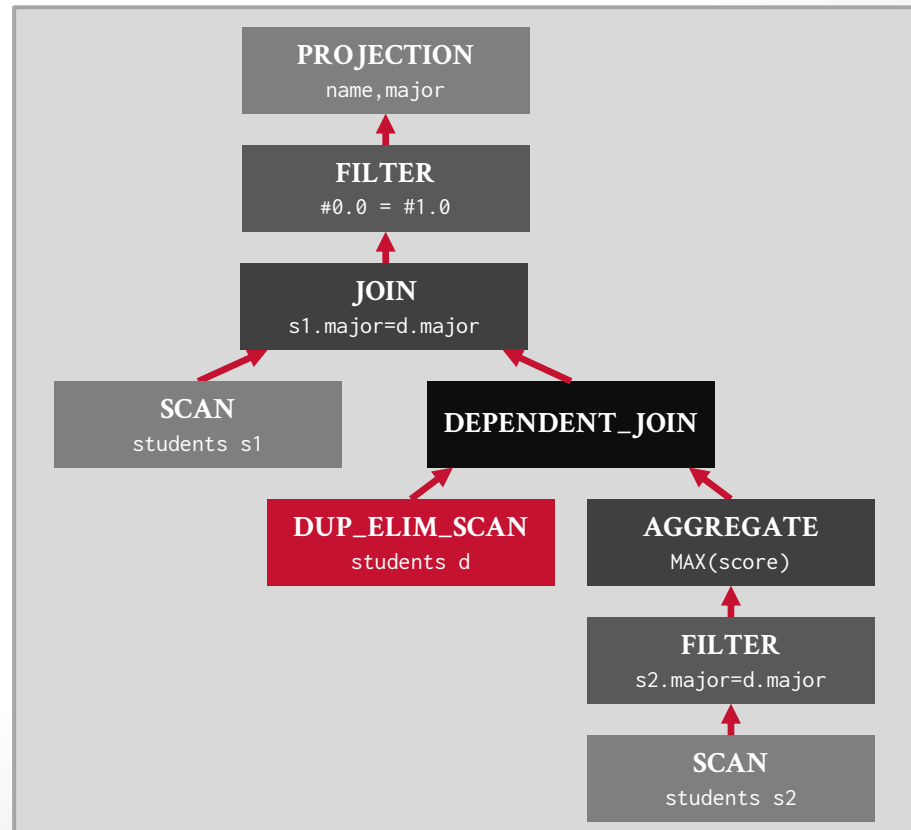 PROJECTION
name,major
FILTER
#0.0 = #1.0
JOIN
s1.major=d.major
SCAN
students s1
DEPENDENT_JOIN
DUP_ELIM_SCAN
students d
AGGREGATE
MAX(score)
FILTER
s2.major=d.major
SCAN
students s2